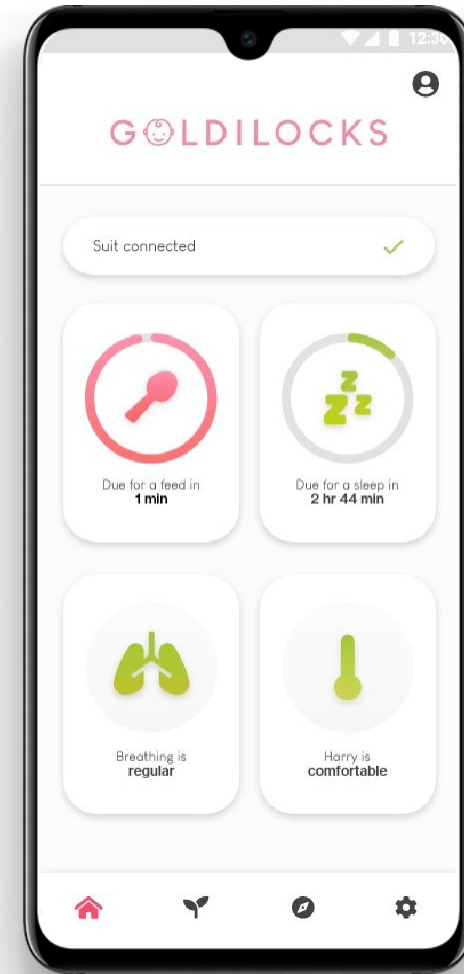 12:30
GOLDILOCKS
Suit connected
Due for a feed in
1 min
Due for a sleep in
2 hr 44 min
Breathing is
regular
Harry is
comfortable